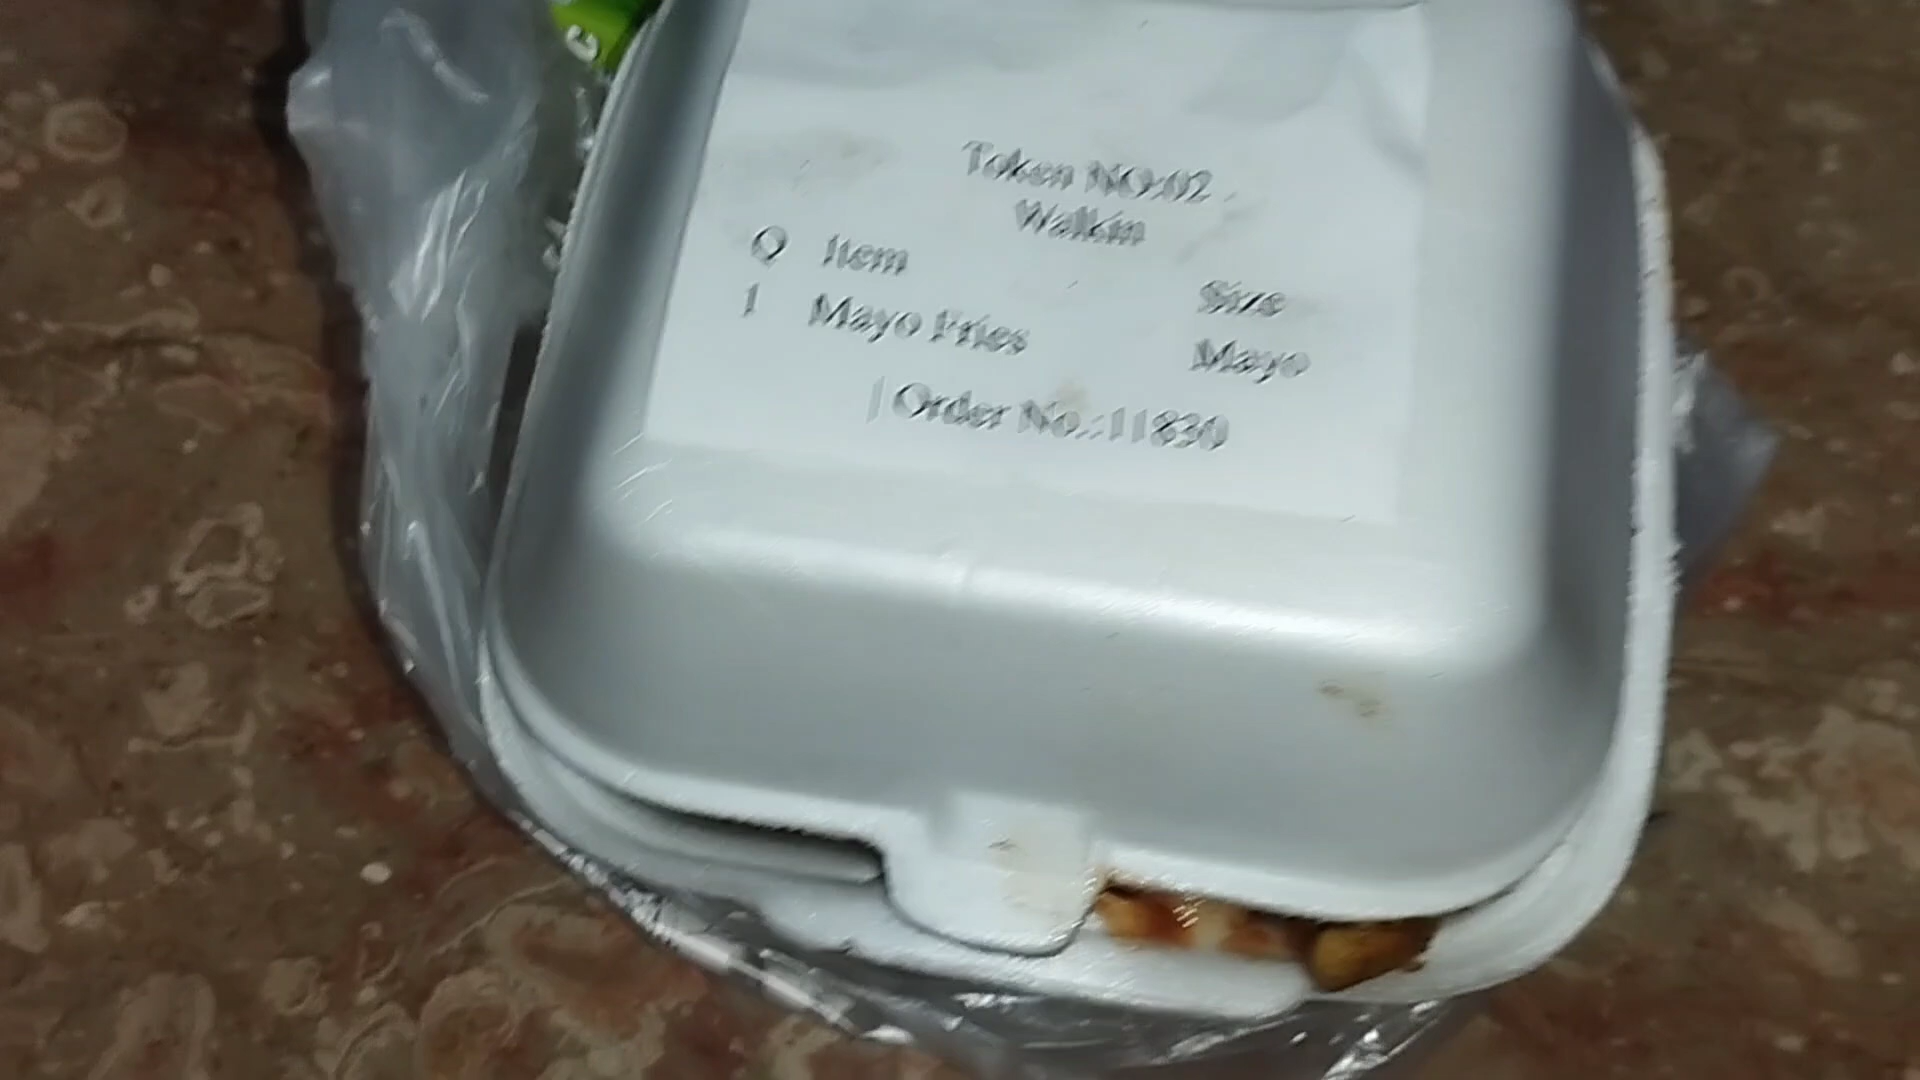 C
Token NO:02
Walkin
Q Item Size
1 Mayo Fries Mayo
| Order No.:11830